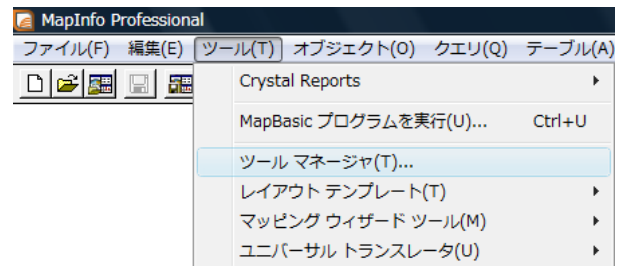 MapInfo Professional
ファイル(F) 編集(E) ツール(T) オブジェクト(O) クエリ(Q) テーブル(A)
Crystal Reports
MapBasic プログラムを実行(U)... Ctrl+U
ツール マネージャ(T)...
レイアウト テンプレート(T)
マッピング ウィザード ツール(M)
ユニバーサル トランスレータ(U)